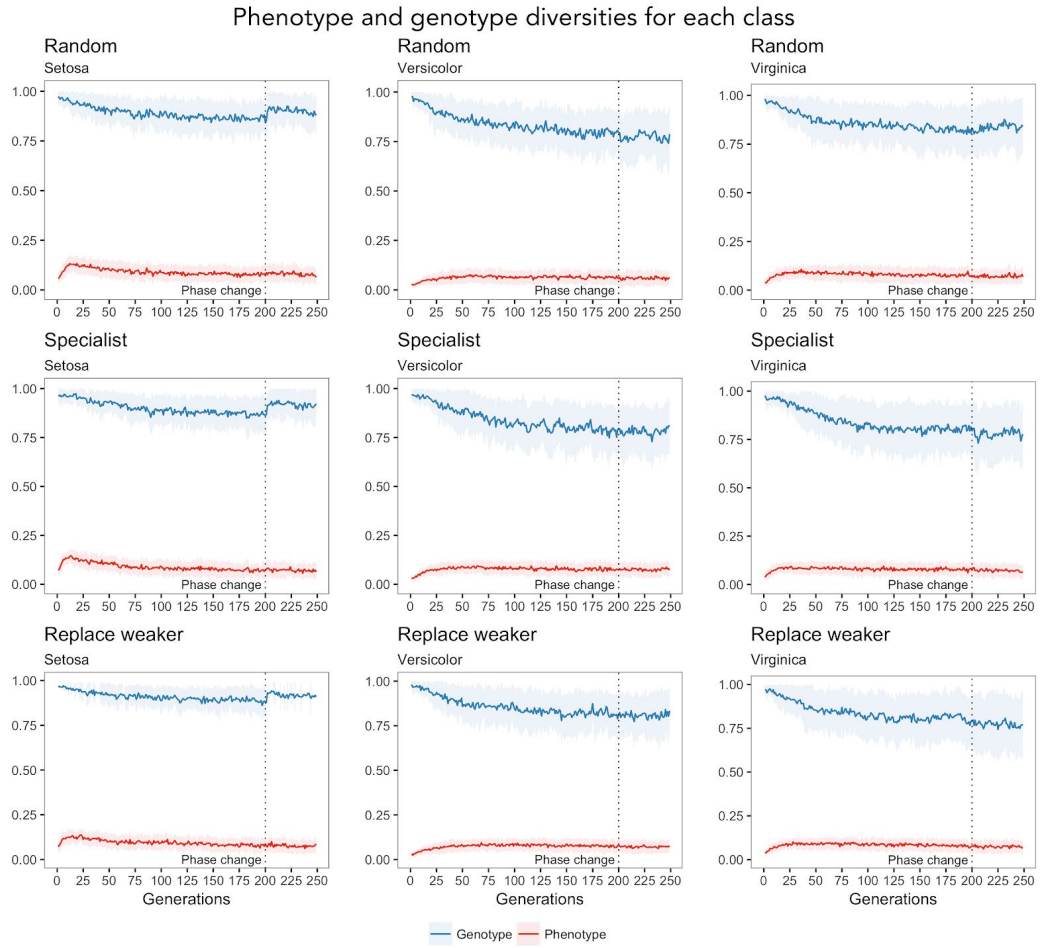 Phenotype and genotype diversities for each class
Random
Setosa
1.00
0.75
0.50
0.25
0.00
Phase change
0 25 50 75 100 125 150 175 200 225 250
Random
Versicolor
1.00
0.75
0.50
0.25
0.00
Phase change
0 25 50 75 100 125 150 175 200 225 250
Random
Virginica
1.00
0.75
0.50
0.25
0.00
Phase change
0 25 50 75 100 125 150 175 200 225 250
Specialist
Setosa
1.00
0.75
0.50
0.25
0.00
Phase change
0 25 50 75 100 125 150 175 200 225 250
Specialist
Versicolor
1.00
0.75
0.50
0.25
0.00
Phase change
0 25 50 75 100 125 150 175 200 225 250
Specialist
Virginica
1.00
0.75
0.50
0.25
0.00
Phase change
0 25 50 75 100 125 150 175 200 225 250
Replace weaker
Setosa
1.00
0.75
0.50
0.25
0.00
Phase change
0 25 50 75 100 125 150 175 200 225 250
Generations
Replace weaker
Versicolor
1.00
0.75
0.50
0.25
0.00
Phase change
0 25 50 75 100 125 150 175 200 225 250
Generations
Replace weaker
Virginica
1.00
0.75
0.50
0.25
0.00
Phase change
0 25 50 75 100 125 150 175 200 225 250
Generations
Genotype
Phenotype